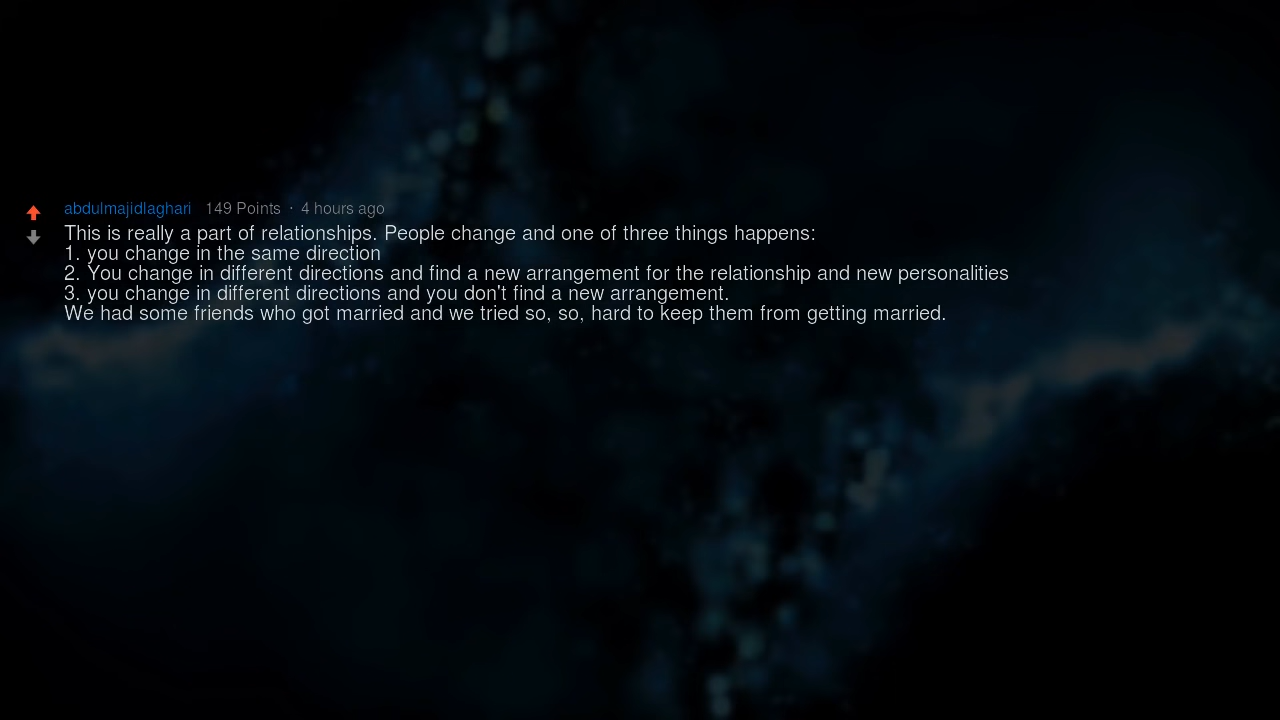 abdulmajidlaghari 149 Points · 4 hours ago
This is really a part of relationships. People change and one of three things happens:
1. you change in the same direction
2. You change in different directions and find a new arrangement for the relationship and new personalities
3. you change in different directions and you don't find a new arrangement.
We had some friends who got married and we tried so, so, hard to keep them from getting married.